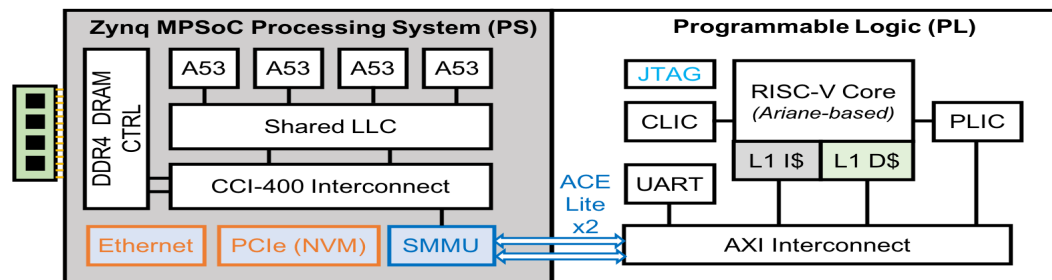 Zynq MPSoC Processing System (PS)
DDR4 DRAM
CTRL
A53 A53 A53 A53
Shared LLC
CCI-400 Interconnect
Ethernet PCIe (NVM) SMMU
ACE
Lite
x2
Programmable Logic (PL)
JTAG
RISC-V Core
(Ariane-based)
CLIC
PLIC
L1 I$ L1 D$
UART
AXI Interconnect